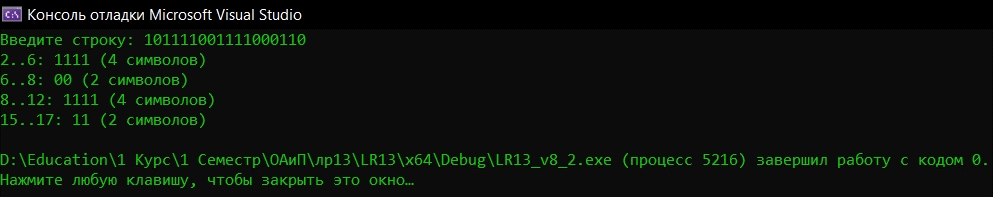 C:\ Консоль отладки Microsoft Visual Studio
Введите строку: 101111001111000110
2..6: 1111 (4 символов)
6..8: 00 (2 символов)
8..12: 1111 (4 символов)
15..17: 11 (2 символов)
D:\Education\1 Курс\1 Семестр\ОАиП\лр13\LR13\x64\Debug\LR13_v8_2.exe (процесс 5216) завершил работу с кодом 0.
Нажмите любую клавишу, чтобы закрыть это окно…